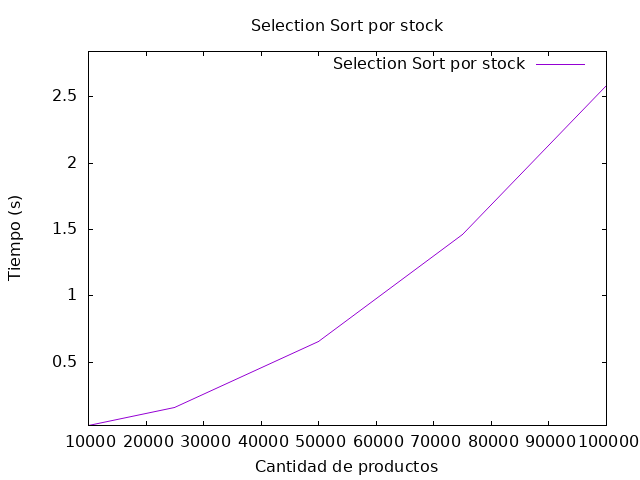 Selection Sort por stock
Selection Sort por stock
2.5
2
1.5
1
0.5
Tiempo (s)
10000 20000 30000 40000 50000 60000 70000 80000 90000 100000
Cantidad de productos